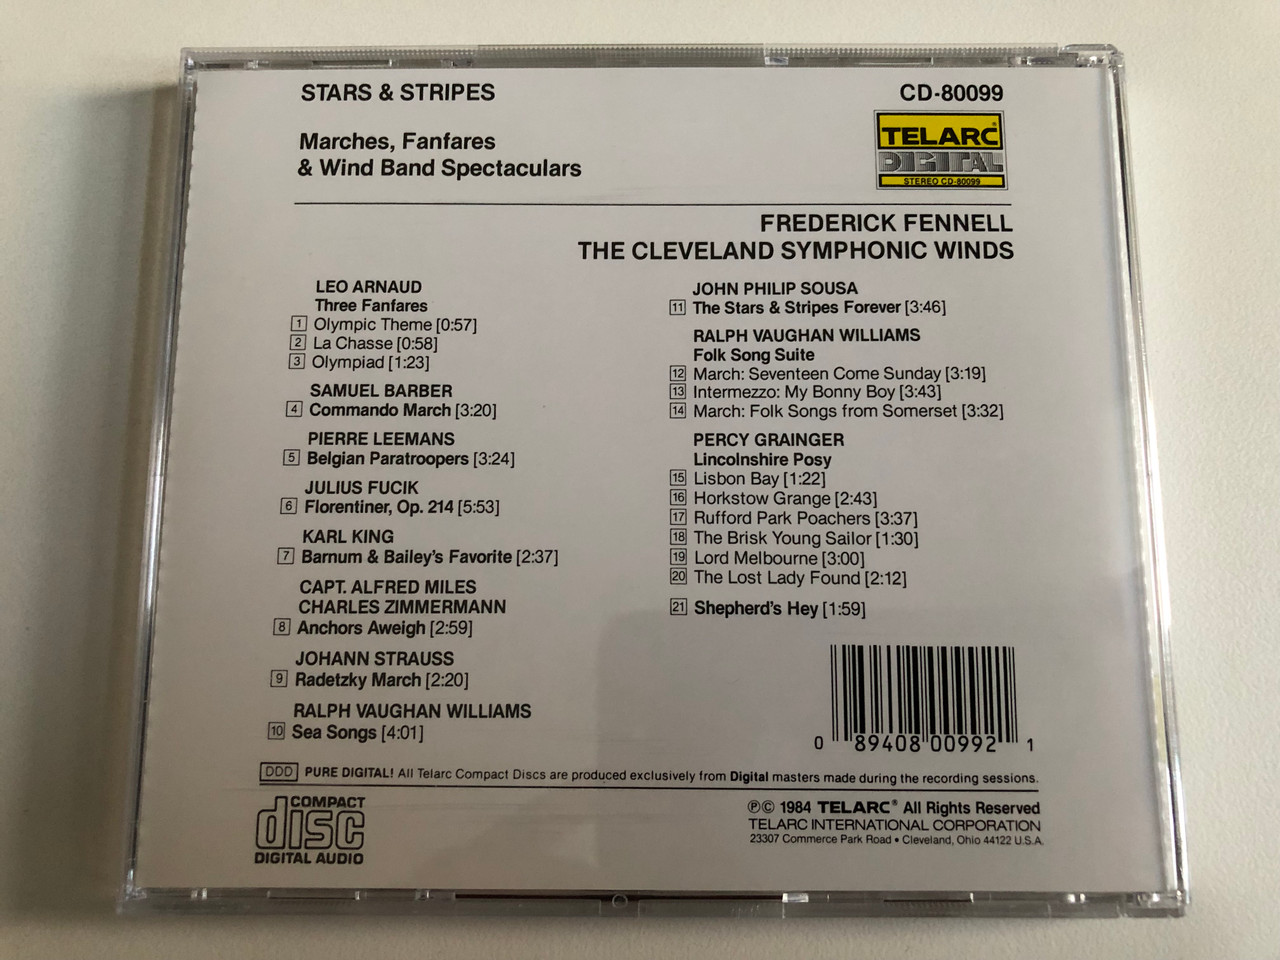 STARS & STRIPES
CD-80099
Marches, Fanfares
& Wind Band Spectaculars
TELARC®
DIGITAL
STEREO CD-80099
FREDERICK FENNELL
THE CLEVELAND SYMPHONIC WINDS
LEO ARNAUD
Three Fanfares
1 Olympic Theme [0:57]
2 La Chasse [0:58]
3 Olympiad [1:23]
SAMUEL BARBER
4 Commando March [3:20]
PIERRE LEEMANS
5 Belgian Paratroopers [3:24]
JULIUS FUCIK
6 Florentiner, Op. 214 [5:53]
KARL KING
7 Barnum & Bailey's Favorite [2:37]
CAPT. ALFRED MILES
CHARLES ZIMMERMANN
8 Anchors Aweigh [2:59]
JOHANN STRAUSS
9 Radetzky March [2:20]
RALPH VAUGHAN WILLIAMS
10 Sea Songs [4:01]
JOHN PHILIP SOUSA
11 The Stars & Stripes Forever [3:46]
RALPH VAUGHAN WILLIAMS
Folk Song Suite
12 March: Seventeen Come Sunday [3:19]
13 Intermezzo: My Bonny Boy [3:43]
14 March: Folk Songs from Somerset [3:32]
PERCY GRAINGER
Lincolnshire Posy
15 Lisbon Bay [1:22]
16 Horkstow Grange [2:43]
17 Rufford Park Poachers [3:37]
18 The Brisk Young Sailor [1:30]
19 Lord Melbourne [3:00]
20 The Lost Lady Found [2:12]
21 Shepherd's Hey [1:59]
0 89408 00992 1
DDD PURE DIGITAL! All Telarc Compact Discs are produced exclusively from Digital masters made during the recording sessions.
COMPACT
disc
DIGITAL AUDIO
℗© 1984 TELARC® All Rights Reserved
TELARC INTERNATIONAL CORPORATION
23307 Commerce Park Road • Cleveland, Ohio 44122 U.S.A.